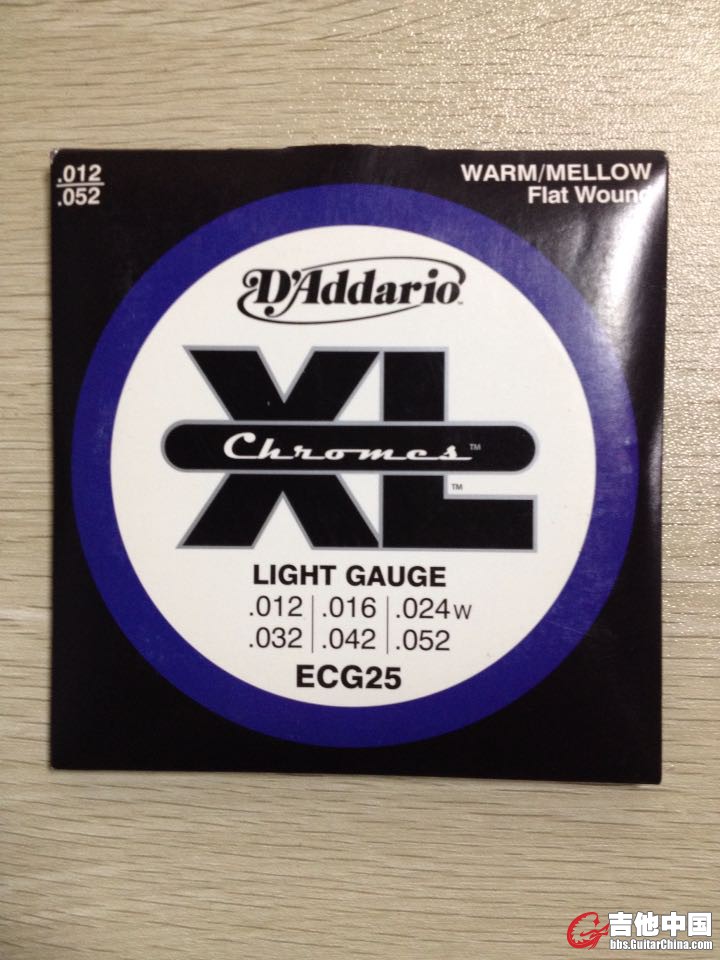 .012
.052
WARM/MELLOW
Flat Wound
D'Addario
XL
Chromes™
™
LIGHT GAUGE
.012 | .016 | .024w
.032 | .042 | .052
ECG25
吉他中国
bbs.GuitarChina.com